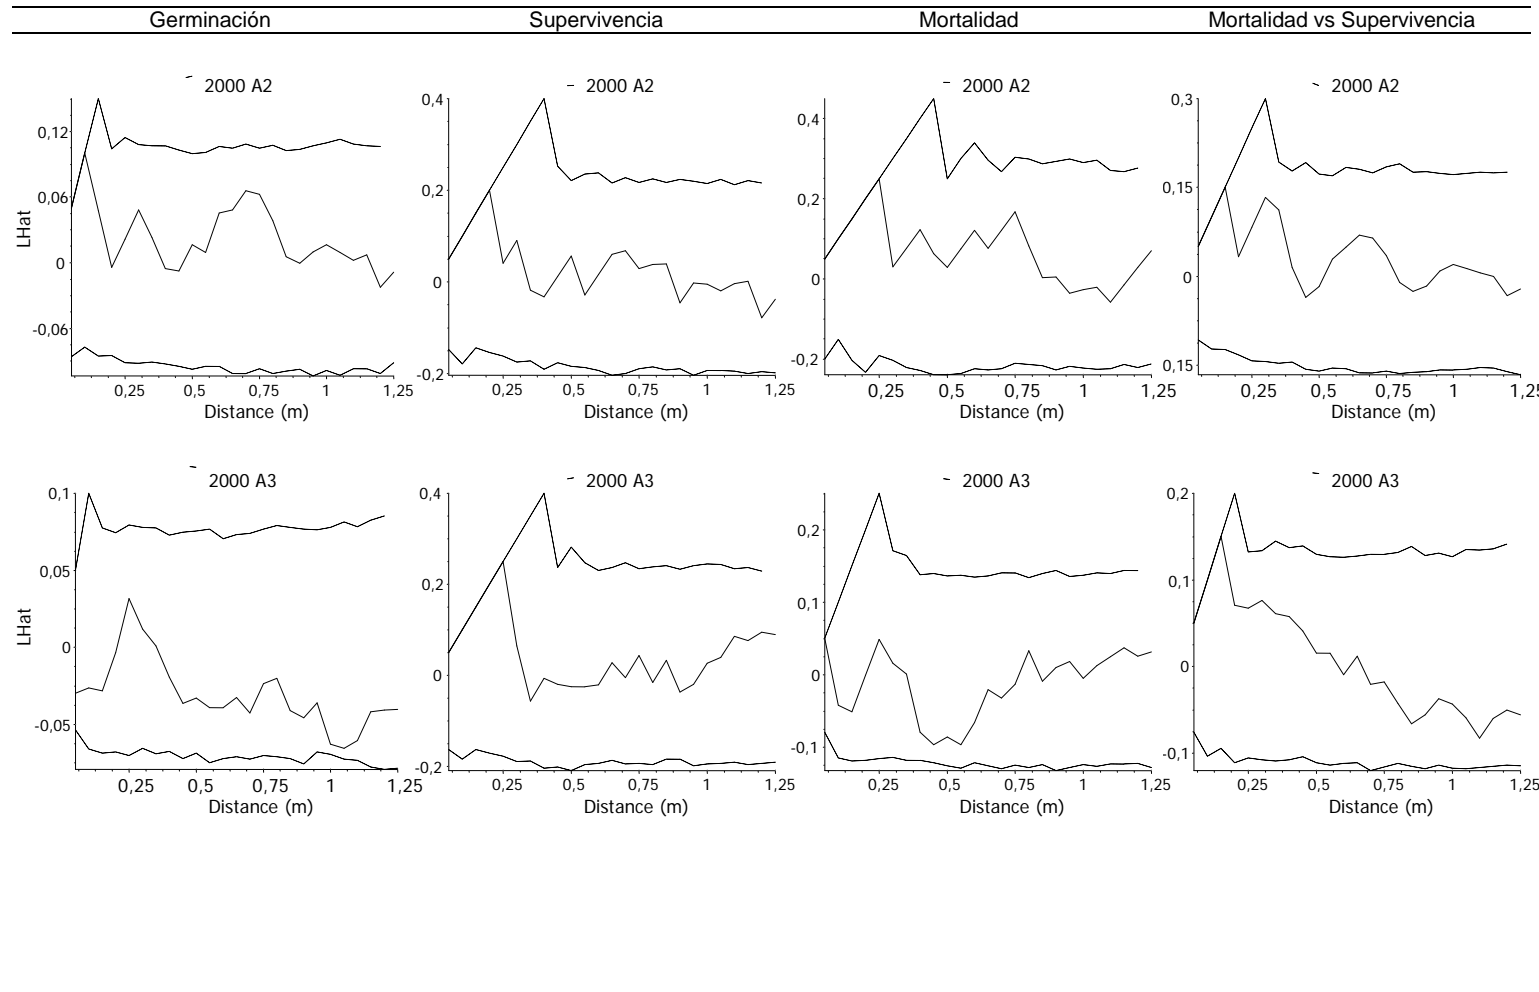 Germinación Supervivencia Mortalidad Mortalidad vs Supervivencia
2000 A2
0,12
0,06
0
-0,06
LHat
0,25 0,5 0,75 1 1,25
Distance (m)
2000 A2
0,4
0,2
0
-0,2
0,25 0,5 0,75 1 1,25
Distance (m)
2000 A2
0,4
0,2
0
-0,2
0,25 0,5 0,75 1 1,25
Distance (m)
2000 A2
0,3
0,15
0
0,15
0,25 0,5 0,75 1 1,25
Distance (m)
2000 A3
0,1
0,05
0
-0,05
LHat
0,25 0,5 0,75 1 1,25
Distance (m)
2000 A3
0,4
0,2
0
-0,2
0,25 0,5 0,75 1 1,25
Distance (m)
2000 A3
0,2
0,1
0
-0,1
0,25 0,5 0,75 1 1,25
Distance (m)
2000 A3
0,2
0,1
0
-0,1
0,25 0,5 0,75 1 1,25
Distance (m)